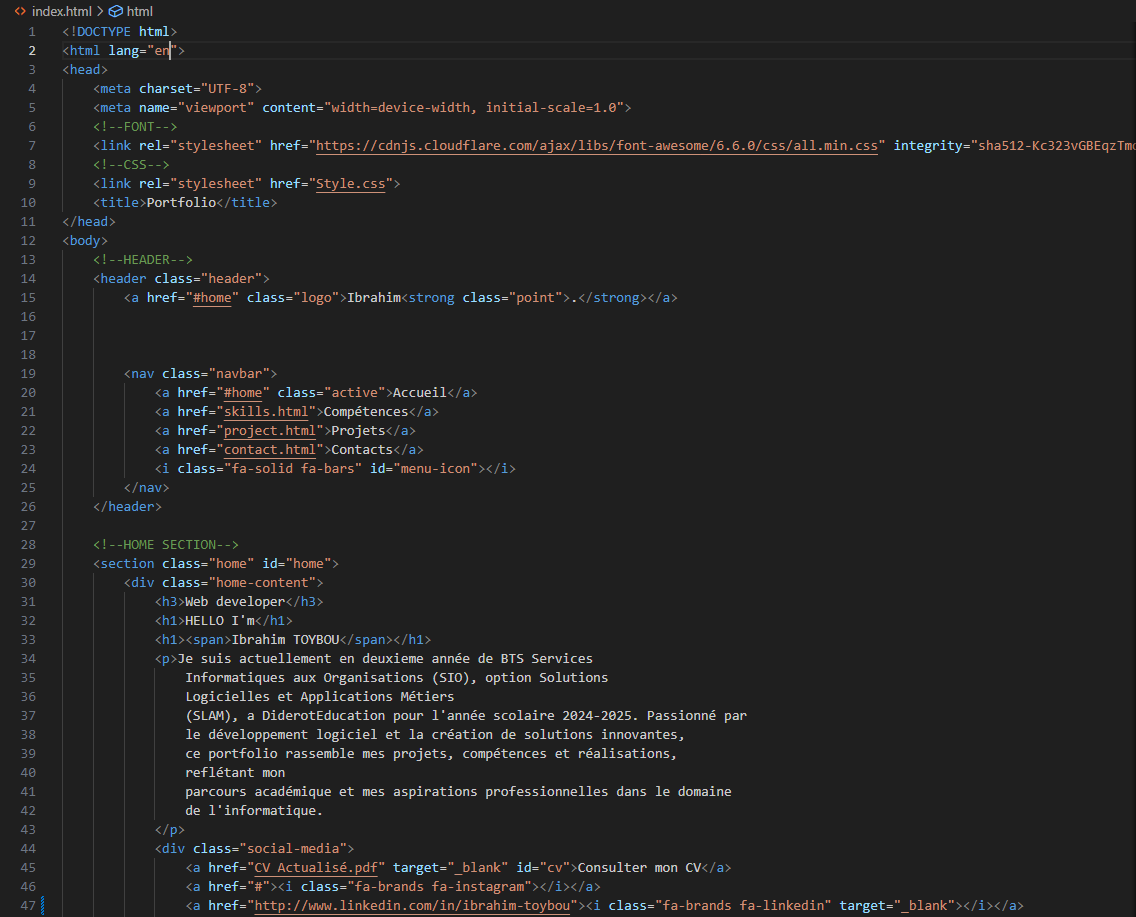 index.html > html
1 <!DOCTYPE html>
2 <html lang="en">
3 <head>
4 <meta charset="UTF-8">
5 <meta name="viewport" content="width=device-width, initial-scale=1.0">
6 <!--FONT-->
7 <link rel="stylesheet" href="https://cdnjs.cloudflare.com/ajax/libs/font-awesome/6.6.0/css/all.min.css" integrity="sha512-Kc323vGBEqzTm
8 <!--CSS-->
9 <link rel="stylesheet" href="Style.css">
10 <title>Portfolio</title>
11 </head>
12 <body>
13 <!--HEADER-->
14 <header class="header">
15 <a href="#home" class="logo">Ibrahim<strong class="point">.</strong></a>
16
17
18
19 <nav class="navbar">
20 <a href="#home" class="active">Accueil</a>
21 <a href="skills.html">Compétences</a>
22 <a href="project.html">Projets</a>
23 <a href="contact.html">Contacts</a>
24 <i class="fa-solid fa-bars" id="menu-icon"></i>
25 </nav>
26 </header>
27
28 <!--HOME SECTION-->
29 <section class="home" id="home">
30 <div class="home-content">
31 <h3>Web developer</h3>
32 <h1>HELLO I'm</h1>
33 <h1><span>Ibrahim TOYBOU</span></h1>
34 <p>Je suis actuellement en deuxieme année de BTS Services
35 Informatiques aux Organisations (SIO), option Solutions
36 Logicielles et Applications Métiers
37 (SLAM), a DiderotEducation pour l'année scolaire 2024-2025. Passionné par
38 le développement logiciel et la création de solutions innovantes,
39 ce portfolio rassemble mes projets, compétences et réalisations,
40 reflétant mon
41 parcours académique et mes aspirations professionnelles dans le domaine
42 de l'informatique.
43 </p>
44 <div class="social-media">
45 <a href="CV Actualisé.pdf" target="_blank" id="cv">Consulter mon CV</a>
46 <a href="#"><i class="fa-brands fa-instagram"></i></a>
47 <a href="http://www.linkedin.com/in/ibrahim-toybou"><i class="fa-brands fa-linkedin" target="_blank"></i></a>